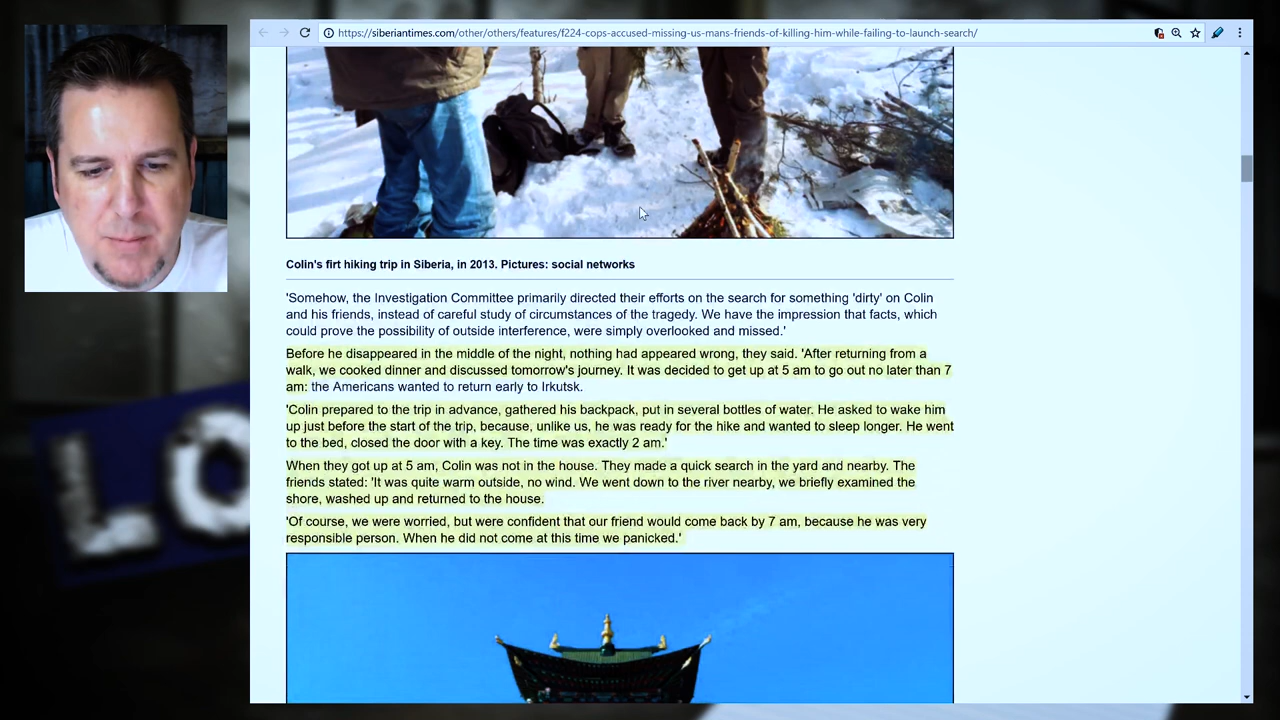 https://siberiantimes.com/other/others/features/f224-cops-accused-missing-us-mans-friends-of-killing-him-while-failing-to-launch-search/
Colin's firt hiking trip in Siberia, in 2013. Pictures: social networks
'Somehow, the Investigation Committee primarily directed their efforts on the search for something 'dirty' on Colin
and his friends, instead of careful study of circumstances of the tragedy. We have the impression that facts, which
could prove the possibility of outside interference, were simply overlooked and missed.'
Before he disappeared in the middle of the night, nothing had appeared wrong, they said. 'After returning from a
walk, we cooked dinner and discussed tomorrow's journey. It was decided to get up at 5 am to go out no later than 7
am: the Americans wanted to return early to Irkutsk.
'Colin prepared to the trip in advance, gathered his backpack, put in several bottles of water. He asked to wake him
up just before the start of the trip, because, unlike us, he was ready for the hike and wanted to sleep longer. He went
to the bed, closed the door with a key. The time was exactly 2 am.'
When they got up at 5 am, Colin was not in the house. They made a quick search in the yard and nearby. The
friends stated: 'It was quite warm outside, no wind. We went down to the river nearby, we briefly examined the
shore, washed up and returned to the house.
'Of course, we were worried, but were confident that our friend would come back by 7 am, because he was very
responsible person. When he did not come at this time we panicked.'
LO